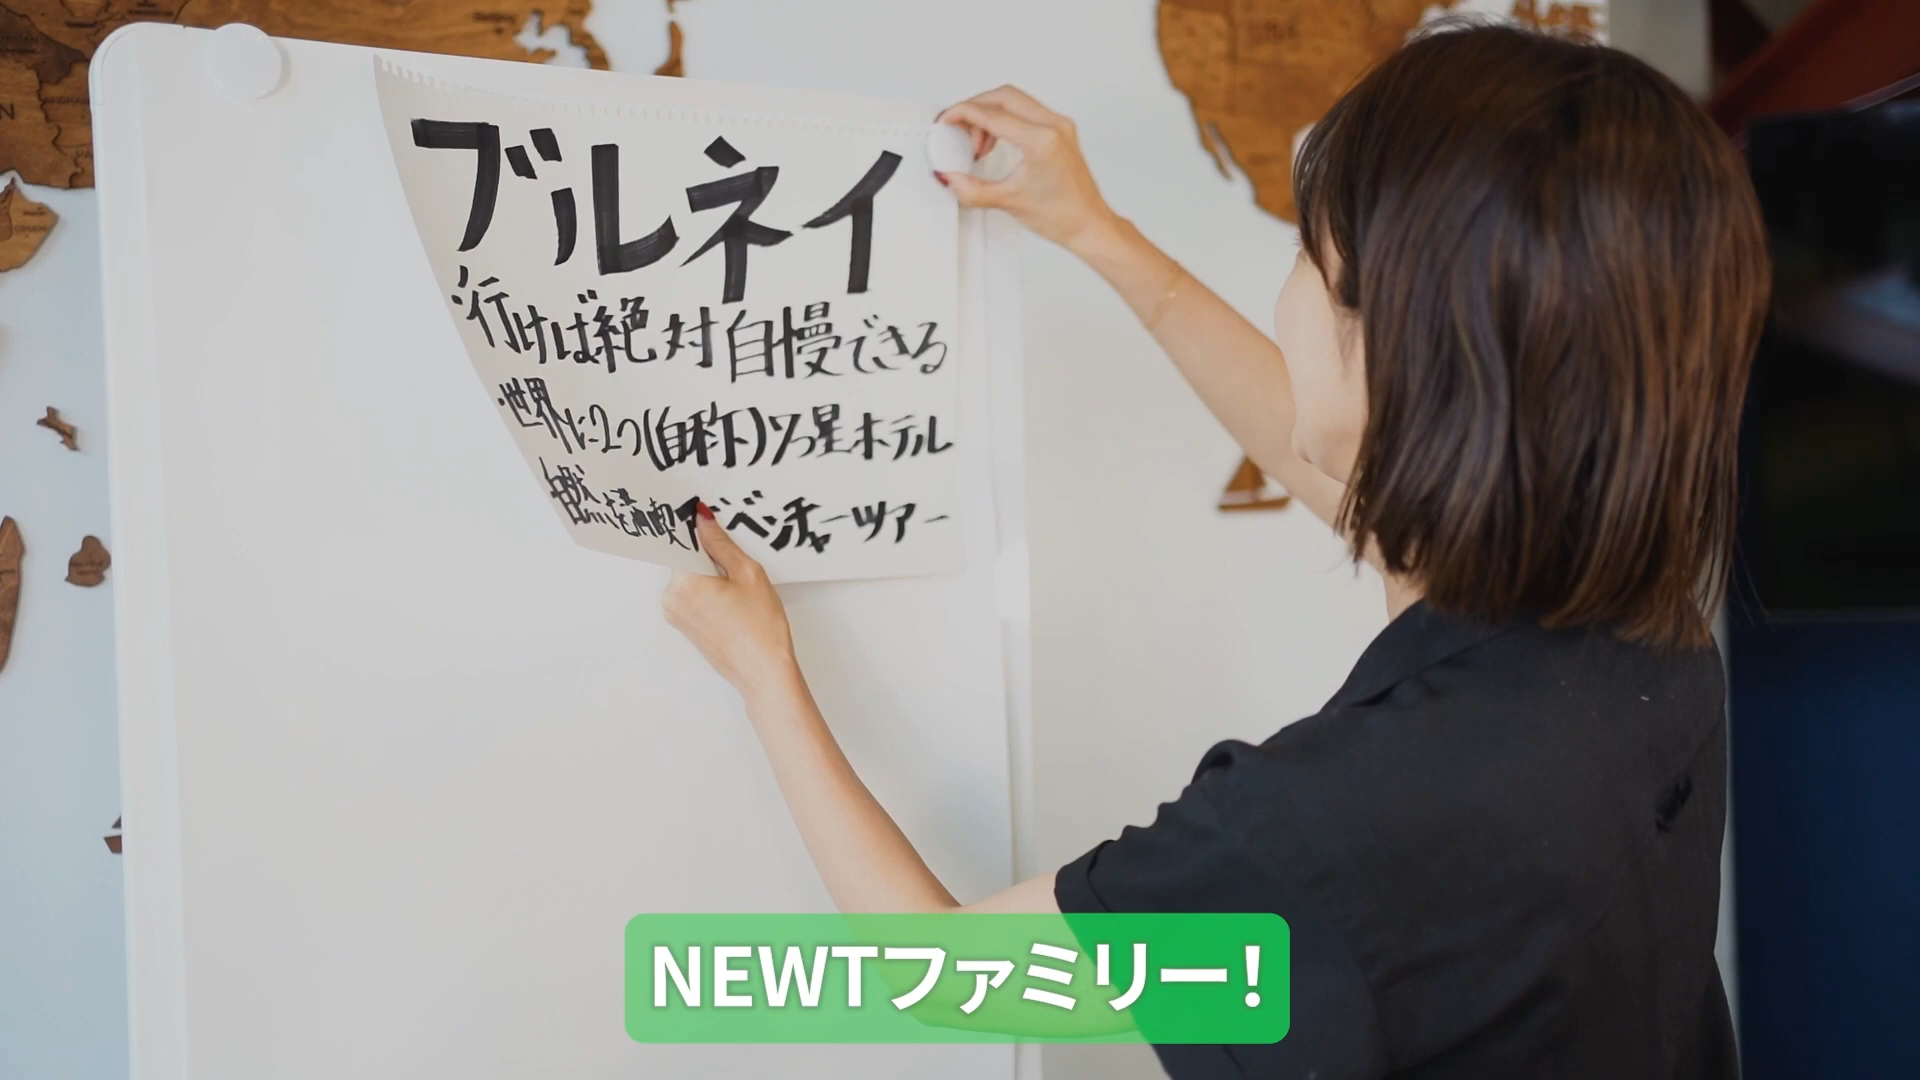 ブルネイ
・行けば絶対自慢できる
・世界に2つ(自称)7つ星ホテル
自然を満喫アドベンチャーツアー
NEWTファミリー!